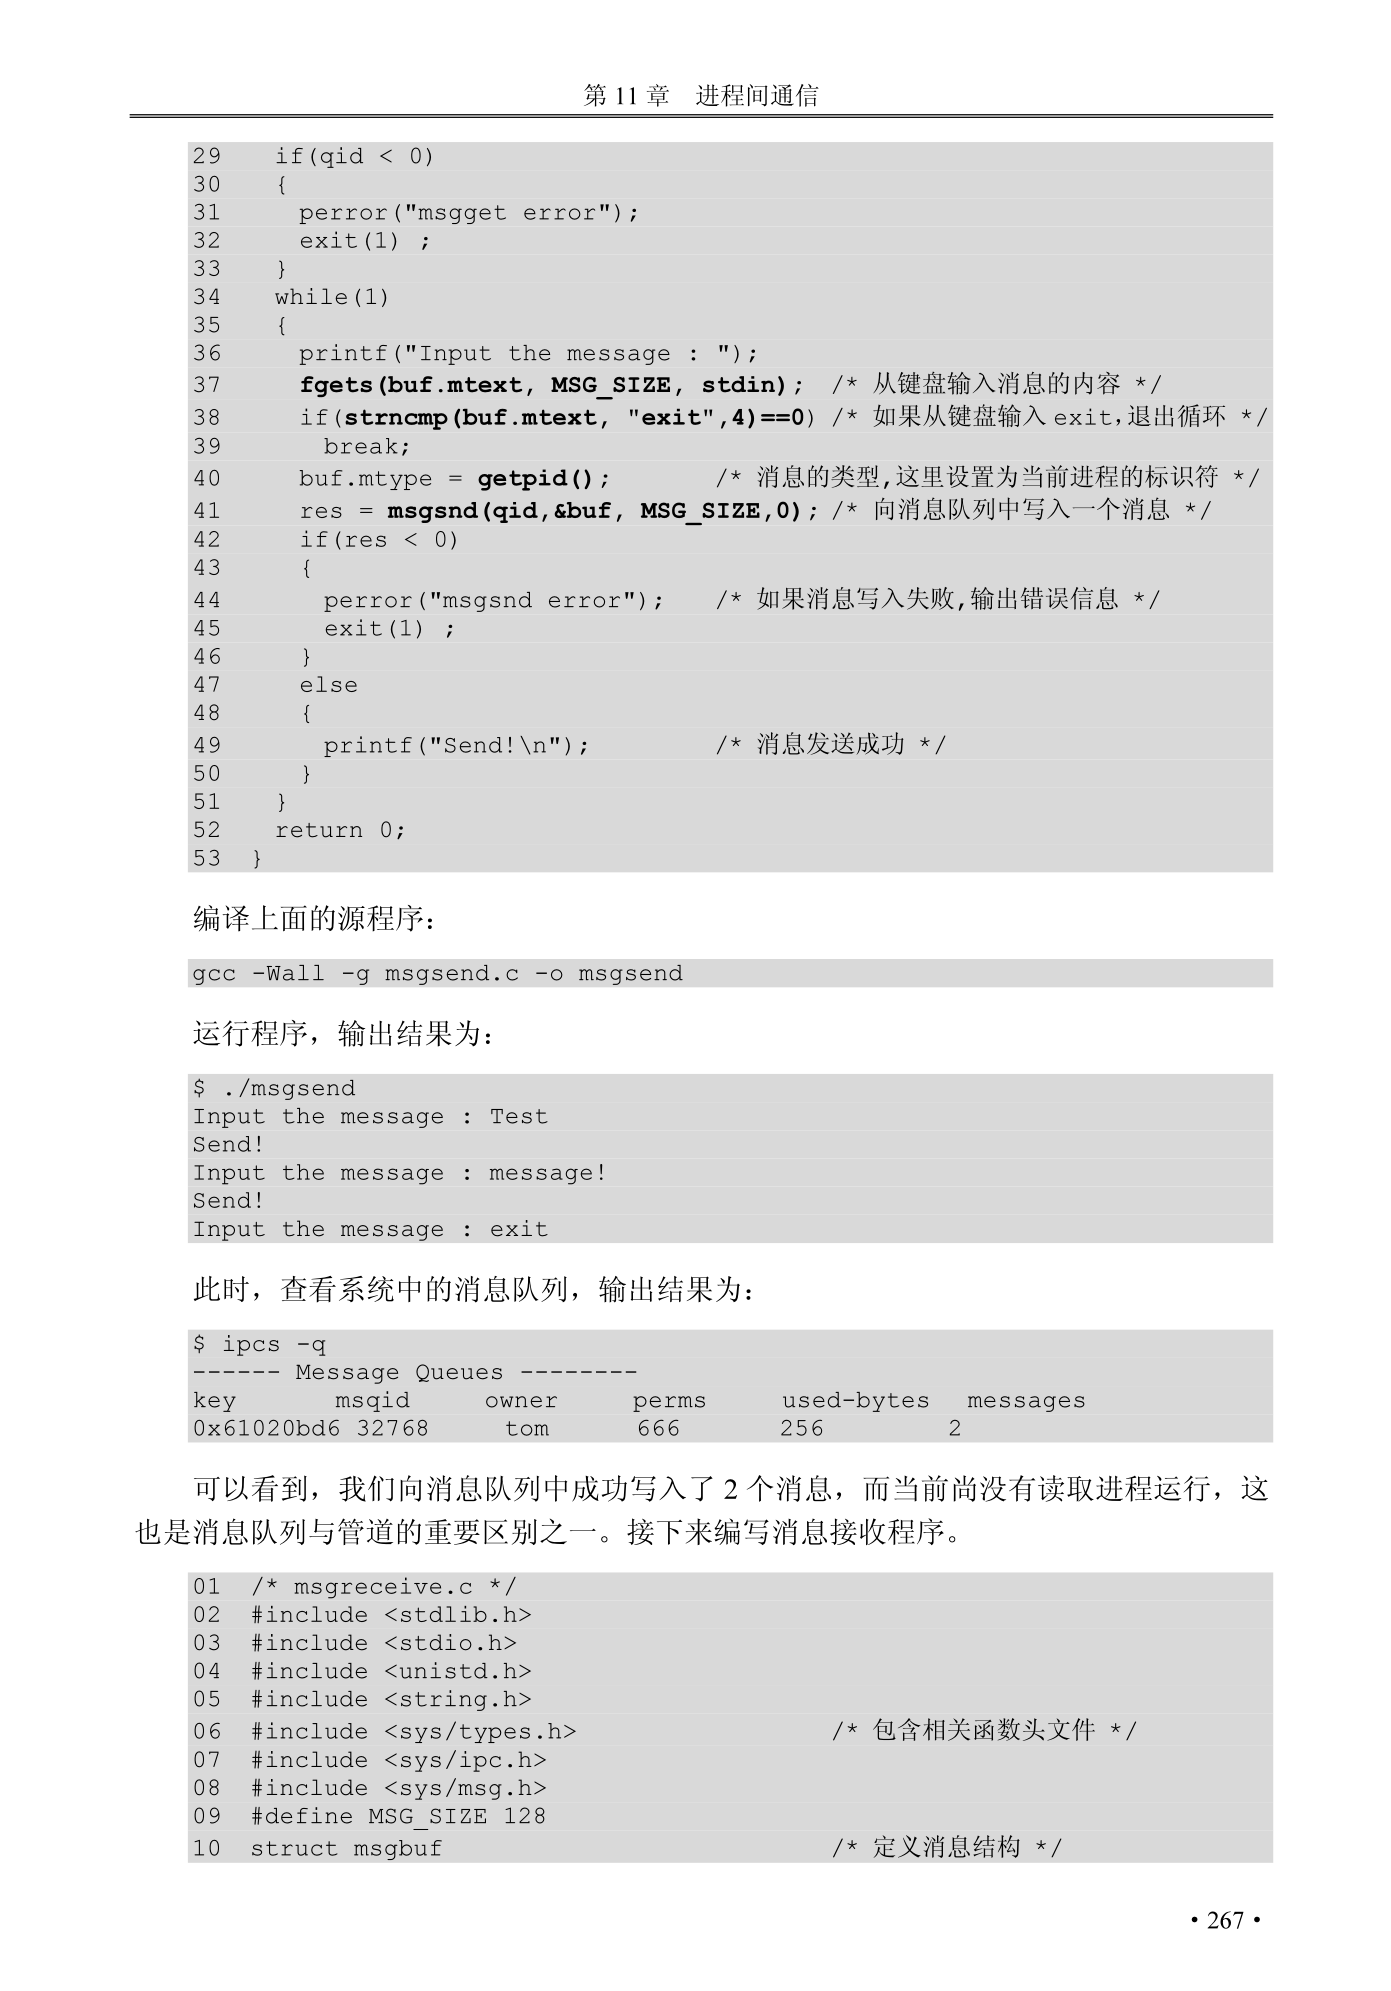 第 11 章　进程间通信
29    if(qid < 0)
30    {
31      perror("msgget error");
32      exit(1) ;
33    }
34    while(1)
35    {
36      printf("Input the message : ");
37      fgets(buf.mtext, MSG_SIZE, stdin);  /* 从键盘输入消息的内容 */
38      if(strncmp(buf.mtext, "exit",4)==0) /* 如果从键盘输入 exit,退出循环 */
39        break;
40      buf.mtype = getpid();       /* 消息的类型,这里设置为当前进程的标识符 */
41      res = msgsnd(qid,&buf, MSG_SIZE,0); /* 向消息队列中写入一个消息 */
42      if(res < 0)
43      {
44        perror("msgsnd error");   /* 如果消息写入失败,输出错误信息 */
45        exit(1) ;
46      }
47      else
48      {
49        printf("Send!\n");        /* 消息发送成功 */
50      }
51    }
52    return 0;
53  }
编译上面的源程序：
gcc -Wall -g msgsend.c -o msgsend
运行程序，输出结果为：
$ ./msgsend
Input the message : Test
Send!
Input the message : message!
Send!
Input the message : exit
此时，查看系统中的消息队列，输出结果为：
$ ipcs -q
------ Message Queues --------
key       msqid     owner     perms     used-bytes   messages
0x61020bd6 32768     tom      666       256         2
可以看到，我们向消息队列中成功写入了 2 个消息，而当前尚没有读取进程运行，这
也是消息队列与管道的重要区别之一。接下来编写消息接收程序。
01  /* msgreceive.c */
02  #include <stdlib.h>
03  #include <stdio.h>
04  #include <unistd.h>
05  #include <string.h>
06  #include <sys/types.h>                  /* 包含相关函数头文件 */
07  #include <sys/ipc.h>
08  #include <sys/msg.h>
09  #define MSG_SIZE 128
10  struct msgbuf                           /* 定义消息结构 */
• 267 •